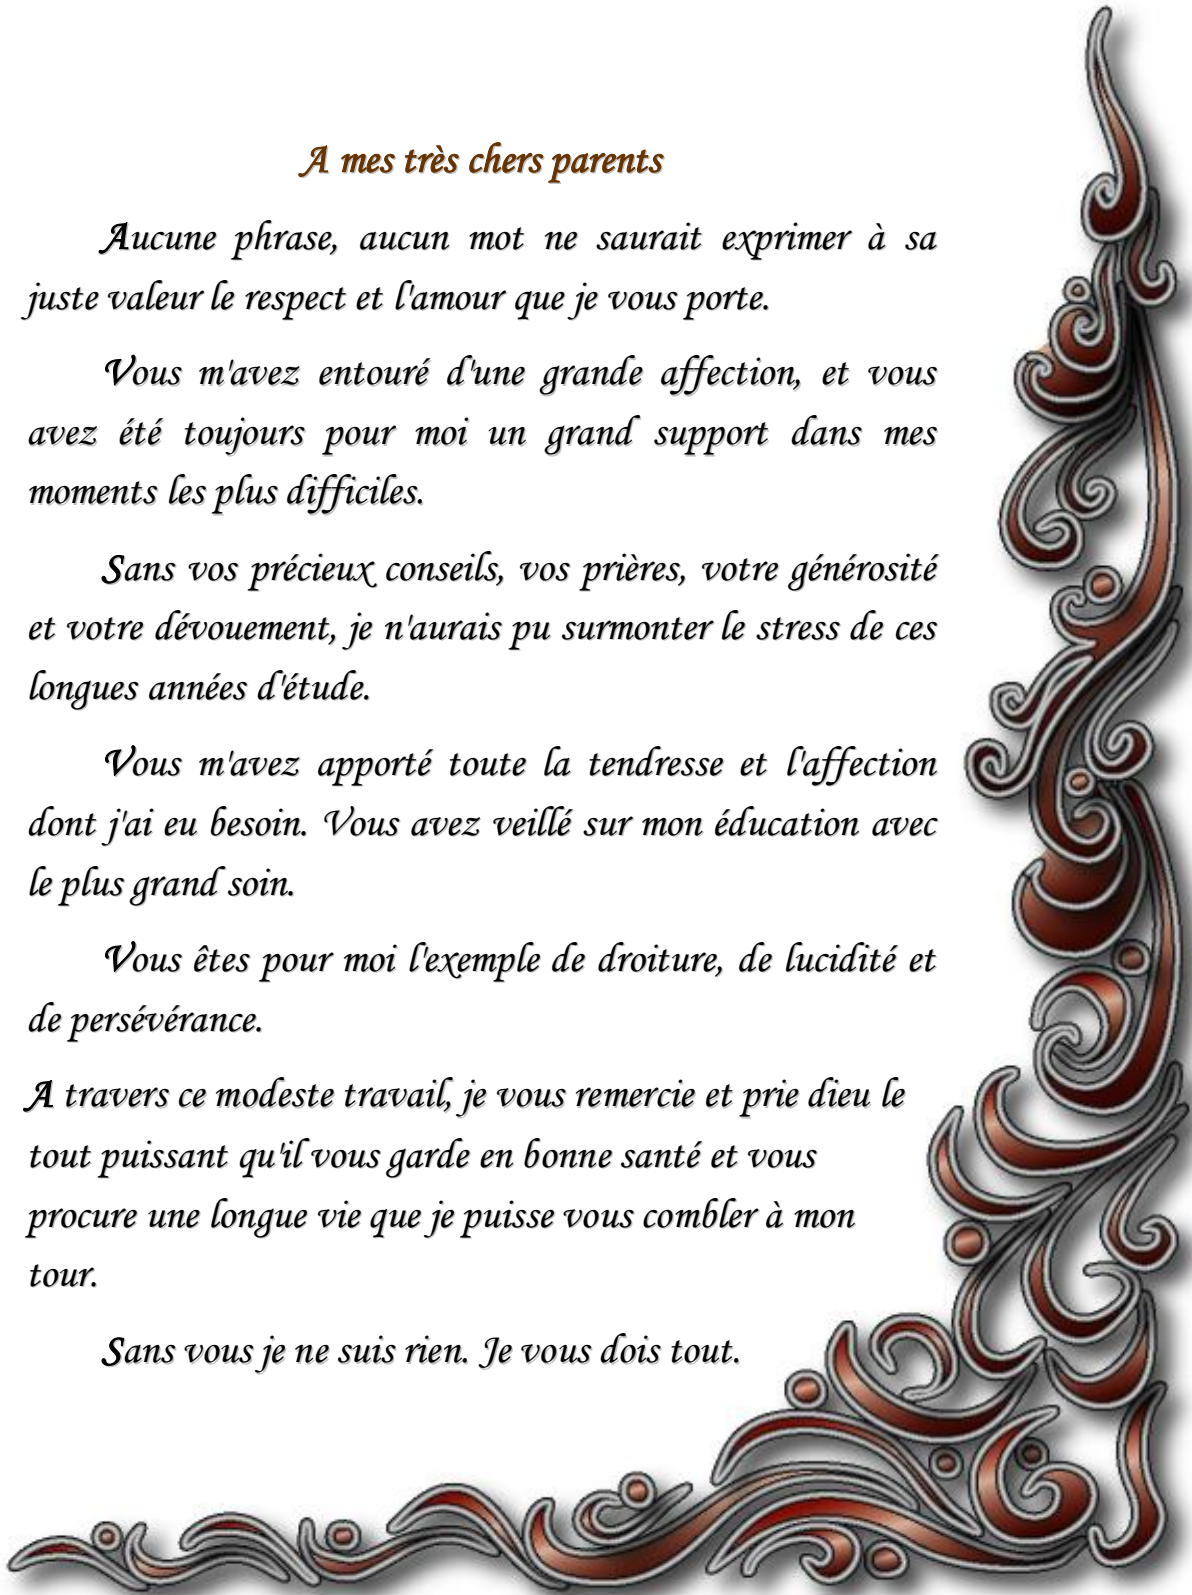 A mes très chers parents
Aucune phrase, aucun mot ne saurait exprimer à sa
juste valeur le respect et l'amour que je vous porte.
Vous m'avez entouré d'une grande affection, et vous
avez été toujours pour moi un grand support dans mes
moments les plus difficiles.
Sans vos précieux conseils, vos prières, votre générosité
et votre dévouement, je n'aurais pu surmonter le stress de ces
longues années d'étude.
Vous m'avez apporté toute la tendresse et l'affection
dont j'ai eu besoin. Vous avez veillé sur mon éducation avec
le plus grand soin.
Vous êtes pour moi l'exemple de droiture, de lucidité et
de persévérance.
A travers ce modeste travail, je vous remercie et prie dieu le
tout puissant qu'il vous garde en bonne santé et vous
procure une longue vie que je puisse vous combler à mon
tour.
Sans vous je ne suis rien. Je vous dois tout.